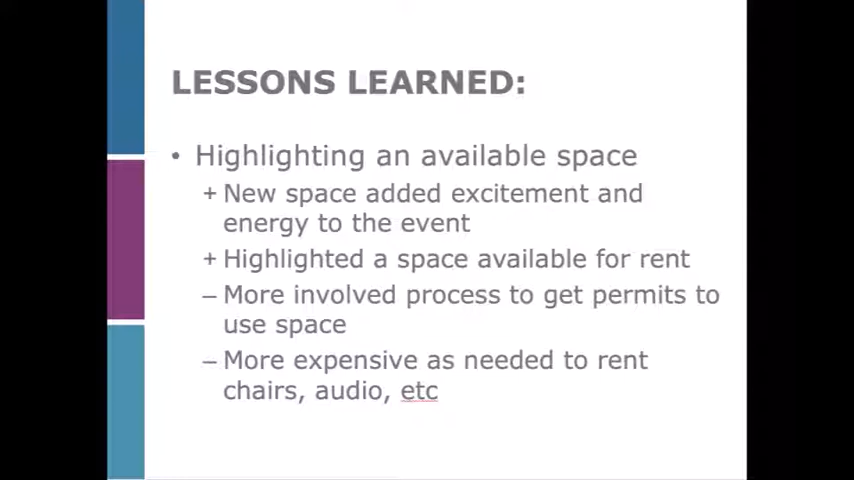 LESSONS LEARNED:
• Highlighting an available space
+ New space added excitement and
energy to the event
+ Highlighted a space available for rent
– More involved process to get permits to
use space
– More expensive as needed to rent
chairs, audio, etc